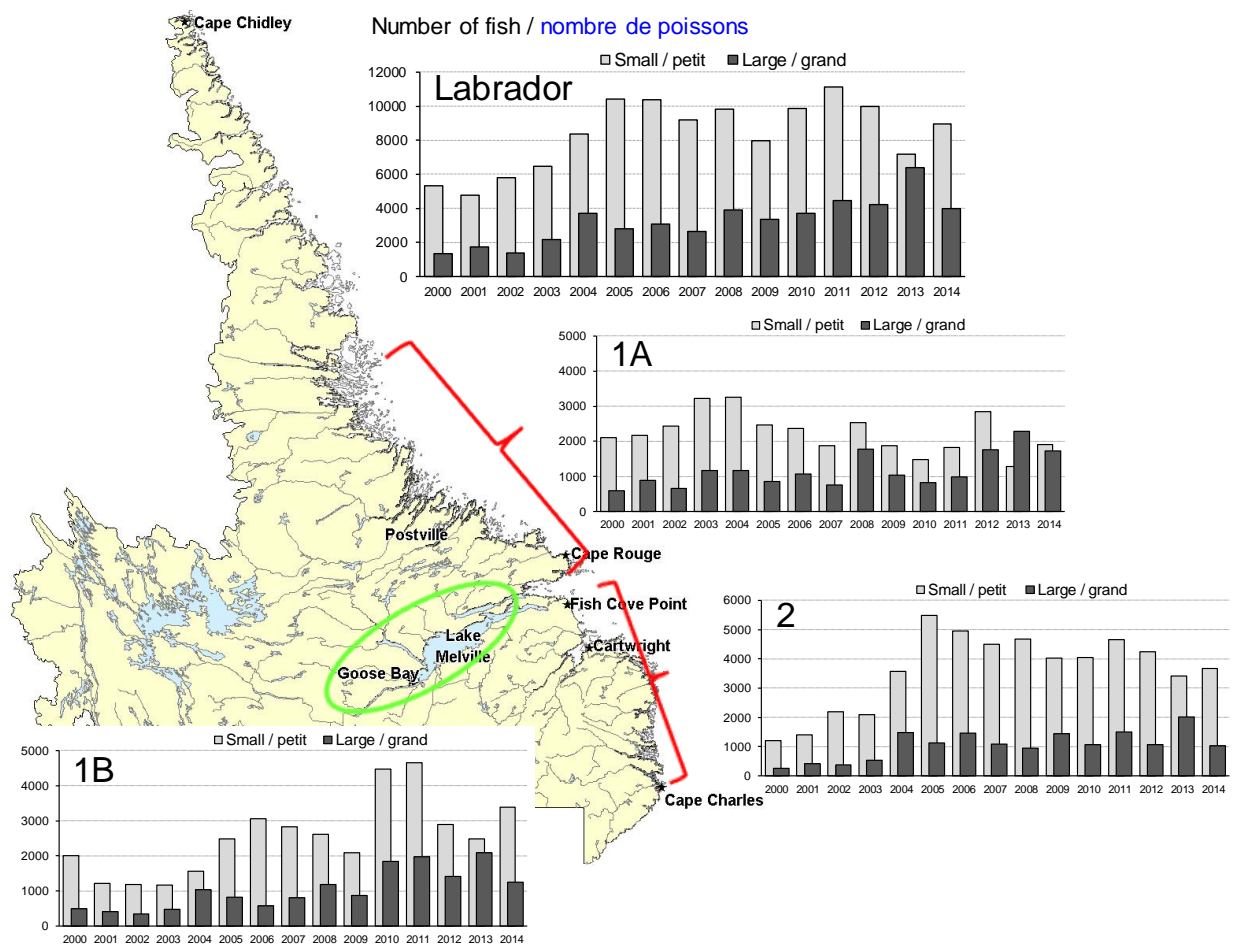 Number of fish / nombre de poissons
Cape Chidley
Small / petit Large / grand
Labrador
12000
10000
8000
6000
4000
2000
0
2000 2001 2002 2003 2004 2005 2006 2007 2008 2009 2010 2011 2012 2013 2014
Small / petit Large / grand
1A
5000
4000
3000
2000
1000
0
2000 2001 2002 2003 2004 2005 2006 2007 2008 2009 2010 2011 2012 2013 2014
Postville
Cape Rouge
Fish Cove Point
Cartwright
Lake
Melville
Goose Bay
Cape Charles
Small / petit Large / grand
2
6000
5000
4000
3000
2000
1000
0
2000 2001 2002 2003 2004 2005 2006 2007 2008 2009 2010 2011 2012 2013 2014
Small / petit Large / grand
1B
5000
4000
3000
2000
1000
0
2000 2001 2002 2003 2004 2005 2006 2007 2008 2009 2010 2011 2012 2013 2014